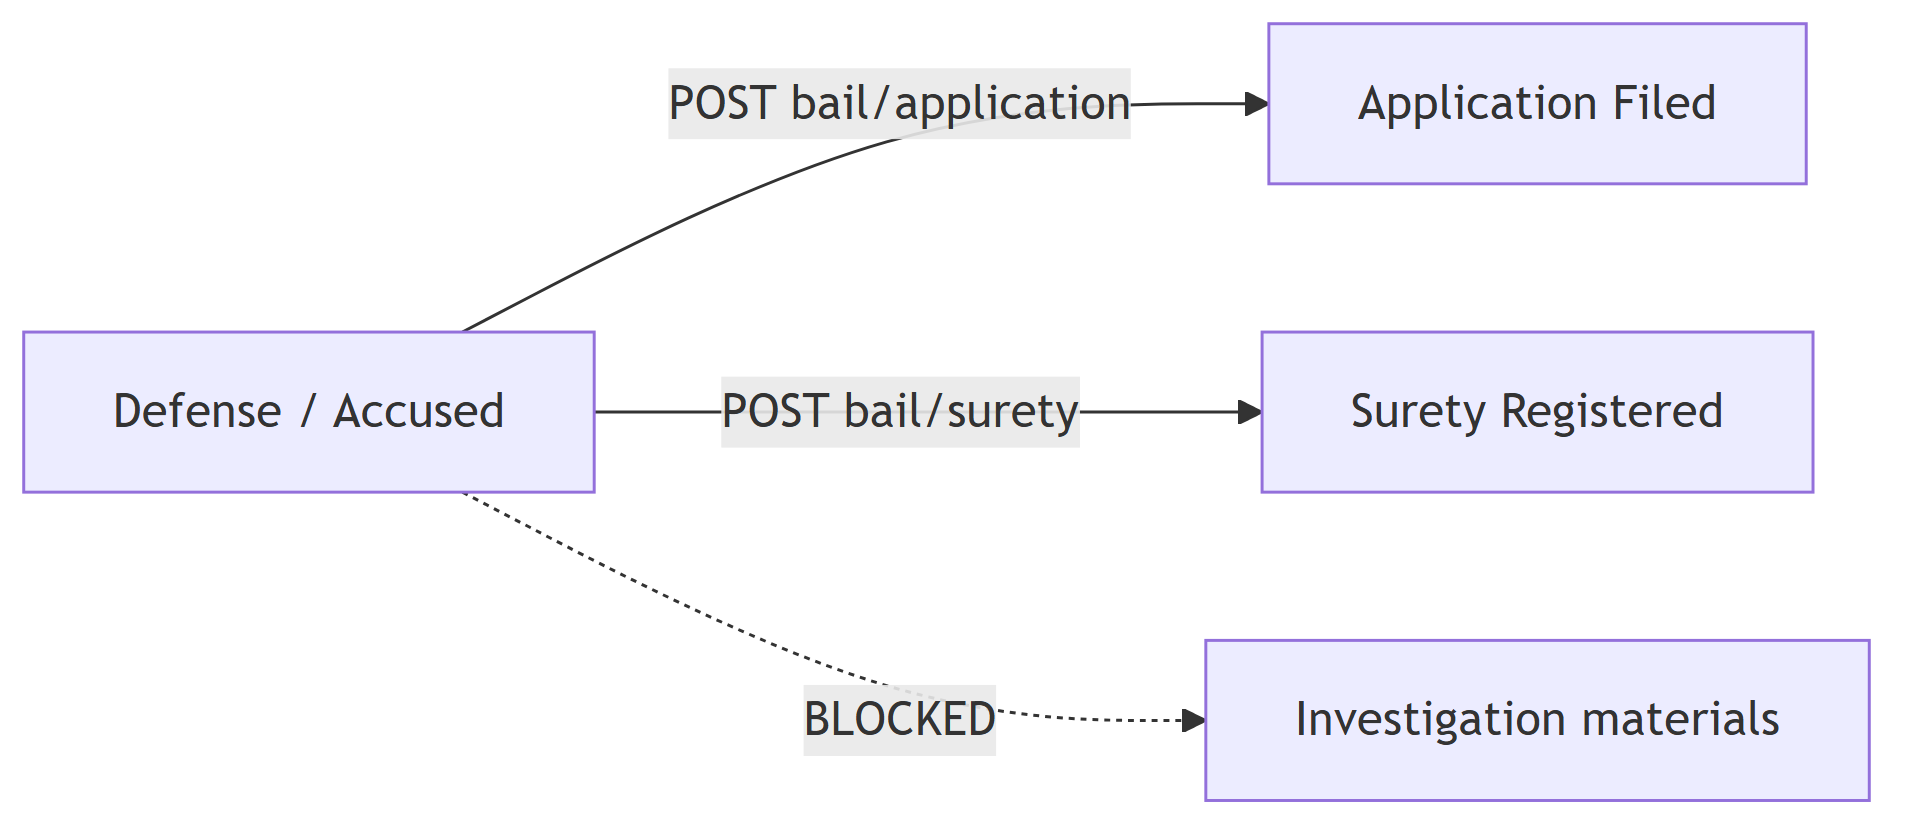 POST bail/application
Application Filed
Defense / Accused
POST bail/surety
Surety Registered
BLOCKED
Investigation materials